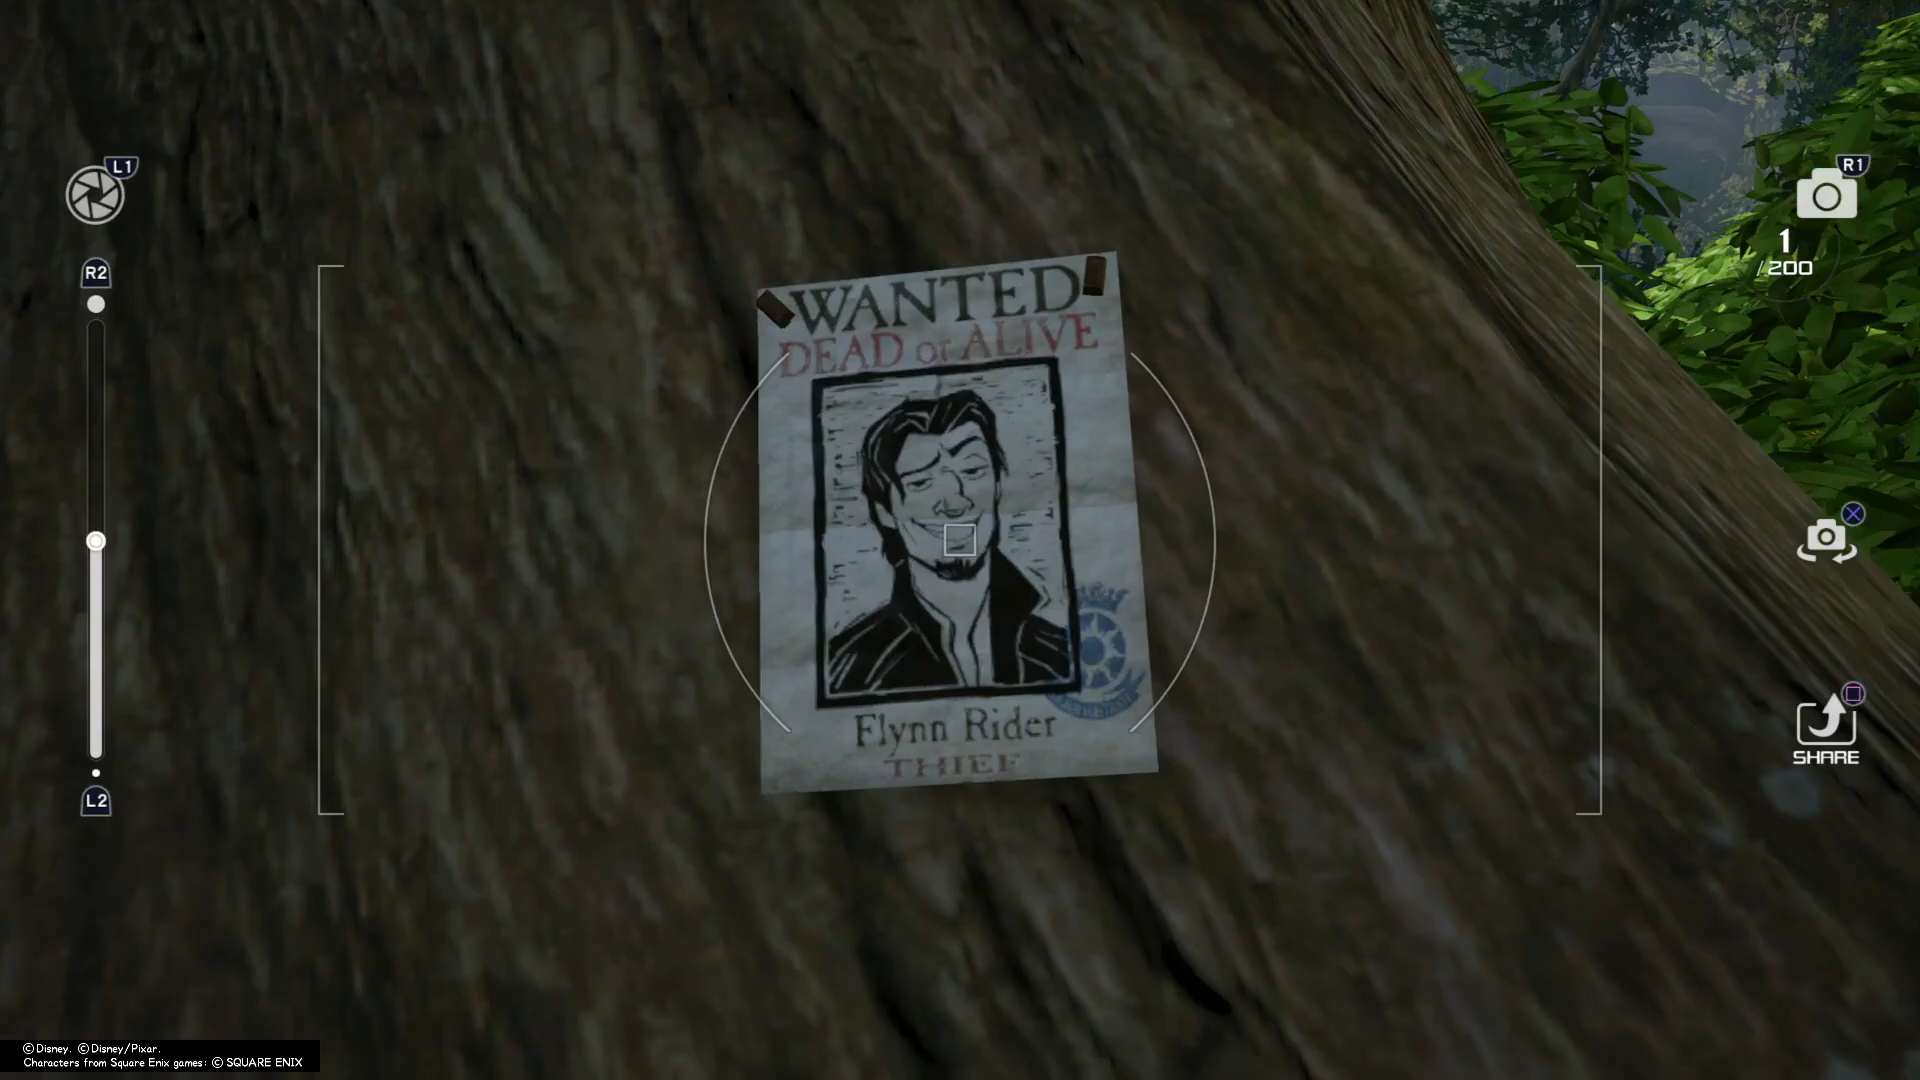 L1
R1
R2
1
/200
WANTED
DEAD or ALIVE
Flynn Rider
THIEF
SHARE
L2
©Disney. ©Disney/Pixar.
Characters from Square Enix games: © SQUARE ENIX